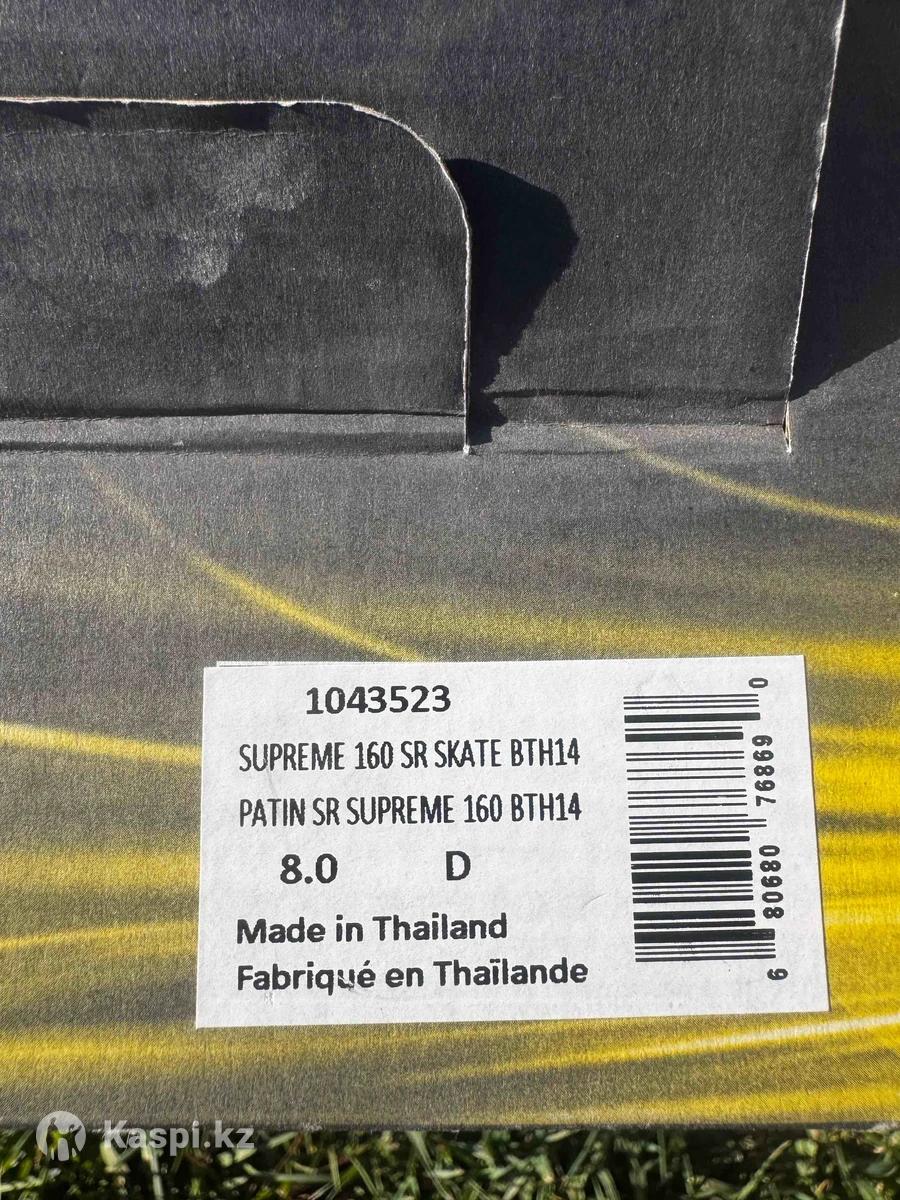 1043523
SUPREME 160 SR SKATE BTH14
PATIN SR SUPREME 160 BTH14
8.0 D
Made in Thailand
Fabriqué en Thaïlande
6 80680 76869 0
Kaspi.kz